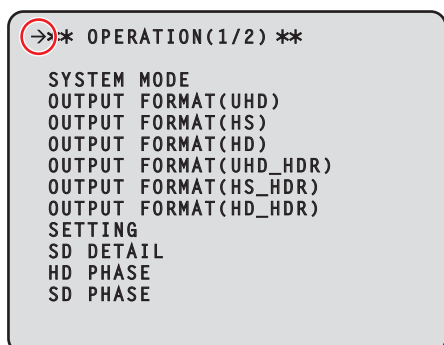 →** OPERATION(1/2) **
SYSTEM MODE
OUTPUT FORMAT(UHD)
OUTPUT FORMAT(HS)
OUTPUT FORMAT(HD)
OUTPUT FORMAT(UHD_HDR)
OUTPUT FORMAT(HS_HDR)
OUTPUT FORMAT(HD_HDR)
SETTING
SD DETAIL
HD PHASE
SD PHASE